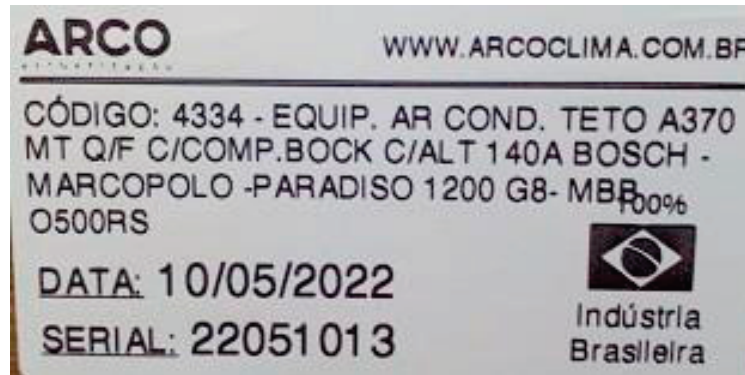 ARCO
WWW.ARCOCLIMA.COM.BR
CÓDIGO: 4334 - EQUIP. AR COND. TETO A370
MT Q/F C/COMP.BOCK C/ALT 140A BOSCH -
MARCOPOLO -PARADISO 1200 G8- MBB
O500RS
100%
DATA: 10/05/2022
SERIAL: 22051013
Indústria
Brasileira